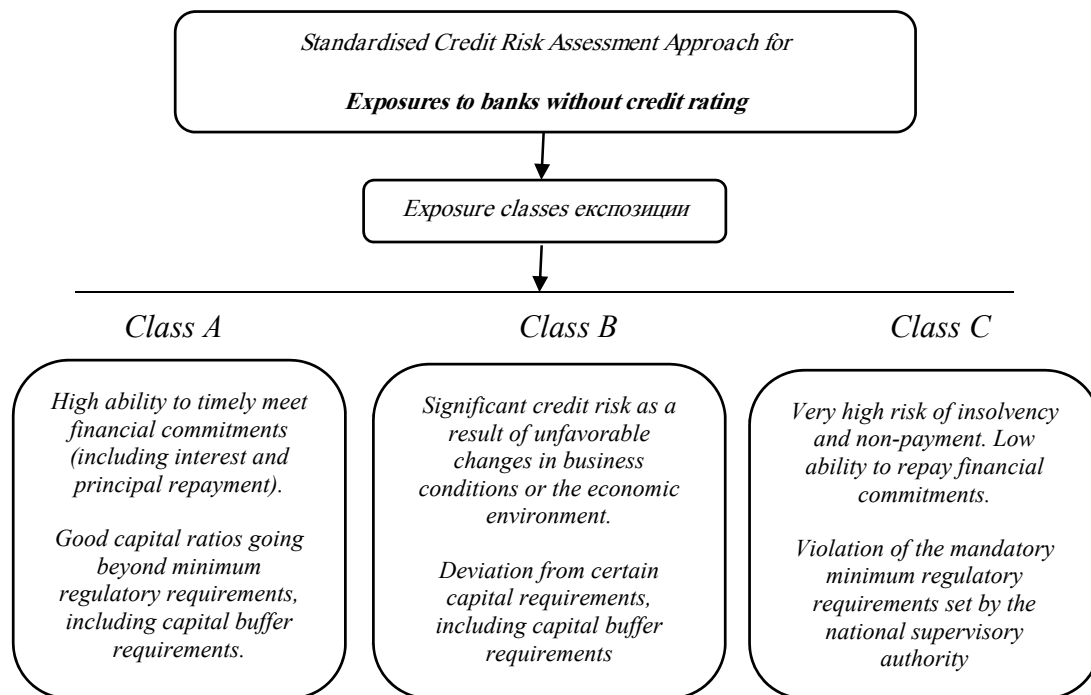 Standardised Credit Risk Assessment Approach for
Exposures to banks without credit rating
Exposure classes експозиции
Class A
Class B
Class C
High ability to timely meet
financial commitments
(including interest and
principal repayment).
Good capital ratios going
beyond minimum
regulatory requirements,
including capital buffer
requirements.
Significant credit risk as a
result of unfavorable
changes in business
conditions or the economic
environment.
Deviation from certain
capital requirements,
including capital buffer
requirements
Very high risk of insolvency
and non-payment. Low
ability to repay financial
commitments.
Violation of the mandatory
minimum regulatory
requirements set by the
national supervisory
authority